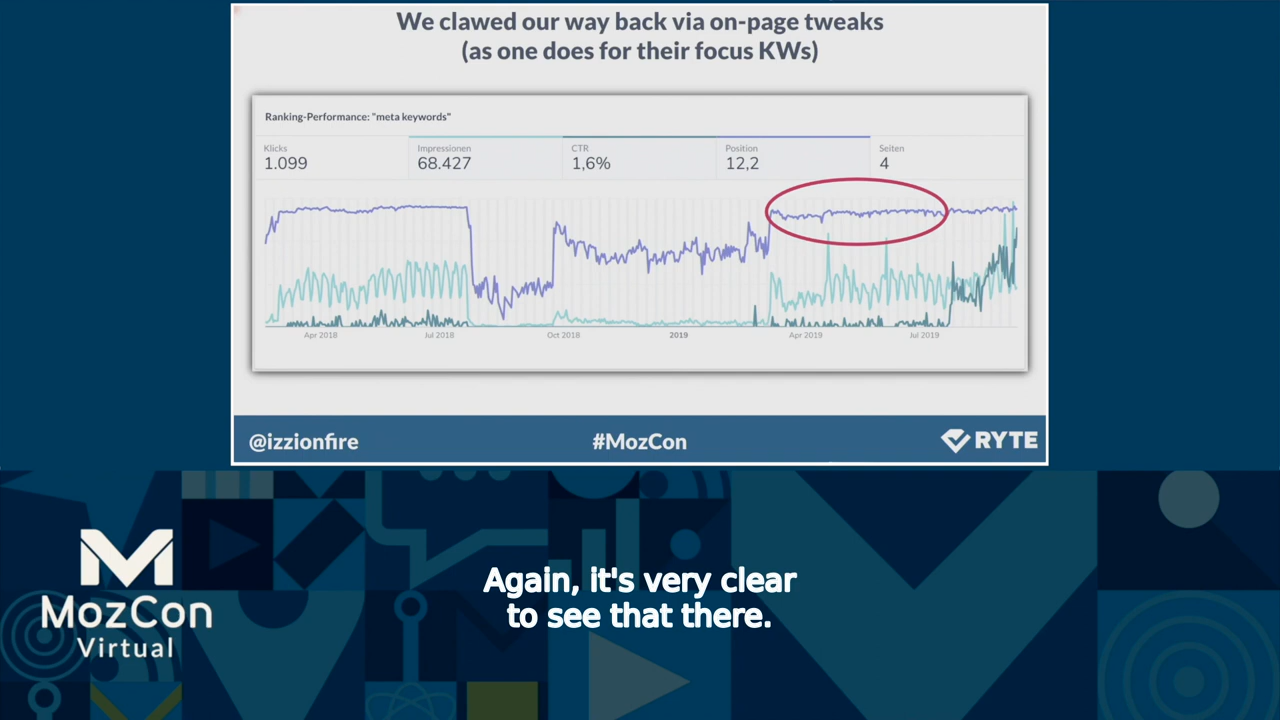 We clawed our way back via on-page tweaks
(as one does for their focus KWs)
Ranking-Performance: "meta keywords"
Klicks Impressionen CTR Position Seiten
1.099 68.427 1,6% 12,2 4
Apr 2018 Jul 2018 Oct 2018 2019 Apr 2019 Jul 2019
@izzionfire #MozCon RYTE
MozCon
Virtual
Again, it's very clear
to see that there.